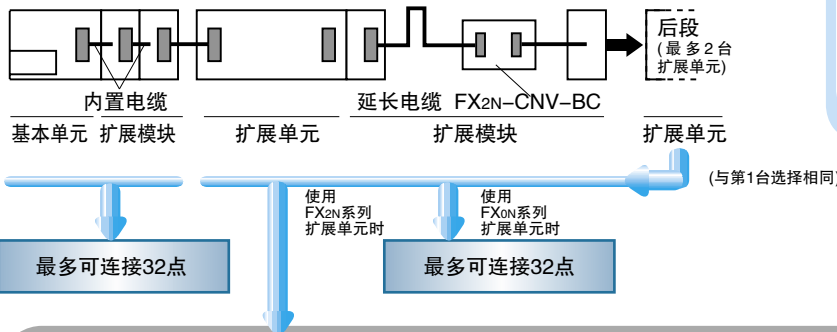 后段
(最多2台
扩展单元)
内置电缆
延长电缆
FX2N-CNV-BC
基本单元
扩展模块
扩展单元
扩展模块
扩展单元
(与第1台选择相同)
使用
FX2N系列
扩展单元时
使用
FX0N系列
扩展单元时
最多可连接32点
最多可连接32点